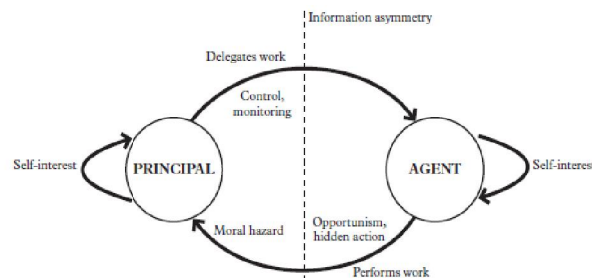 Information asymmetry
Delegates work
Control,
monitoring
Self-interest
PRINCIPAL
AGENT
Self-interes
Moral hazard
Opportunism,
hidden action
Performs work